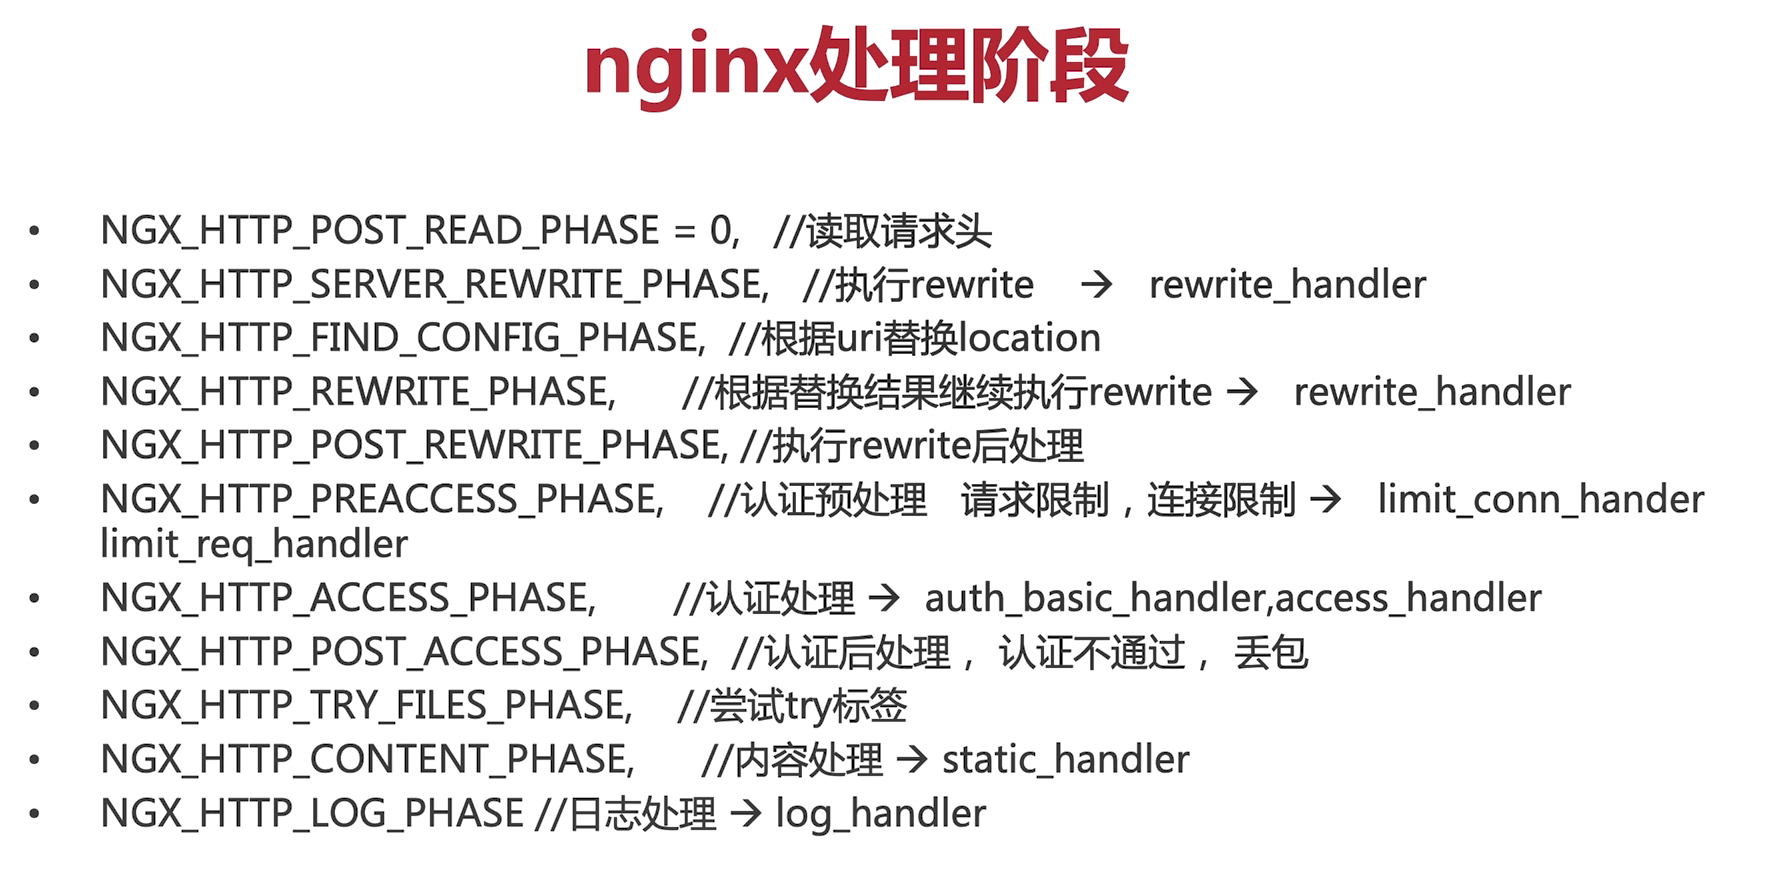 nginx处理阶段
• NGX_HTTP_POST_READ_PHASE = 0, //读取请求头
• NGX_HTTP_SERVER_REWRITE_PHASE, //执行rewrite → rewrite_handler
• NGX_HTTP_FIND_CONFIG_PHASE, //根据uri替换location
• NGX_HTTP_REWRITE_PHASE, //根据替换结果继续执行rewrite → rewrite_handler
• NGX_HTTP_POST_REWRITE_PHASE, //执行rewrite后处理
• NGX_HTTP_PREACCESS_PHASE, //认证预处理 请求限制，连接限制 → limit_conn_hander
limit_req_handler
• NGX_HTTP_ACCESS_PHASE, //认证处理 → auth_basic_handler,access_handler
• NGX_HTTP_POST_ACCESS_PHASE, //认证后处理， 认证不通过， 丢包
• NGX_HTTP_TRY_FILES_PHASE, //尝试try标签
• NGX_HTTP_CONTENT_PHASE, //内容处理 → static_handler
• NGX_HTTP_LOG_PHASE //日志处理 → log_handler